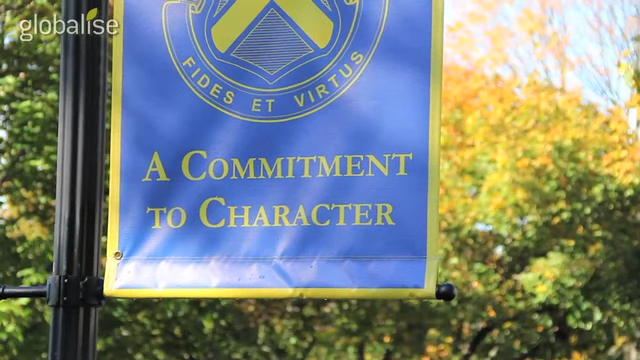 globalise
FIDES ET VIRTUS
A COMMITMENT
TO CHARACTER